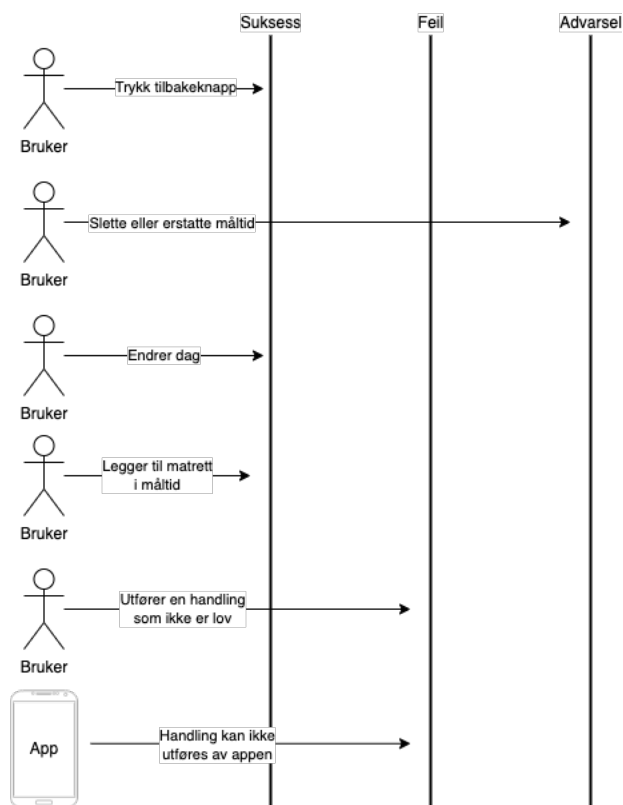 Suksess Feil Advarsel
Trykk tilbakeknapp
Bruker
Slette eller erstatte måltid
Bruker
Endrer dag
Bruker
Legger til matrett
i måltid
Bruker
Utfører en handling
som ikke er lov
Bruker
App
Handling kan ikke
utføres av appen